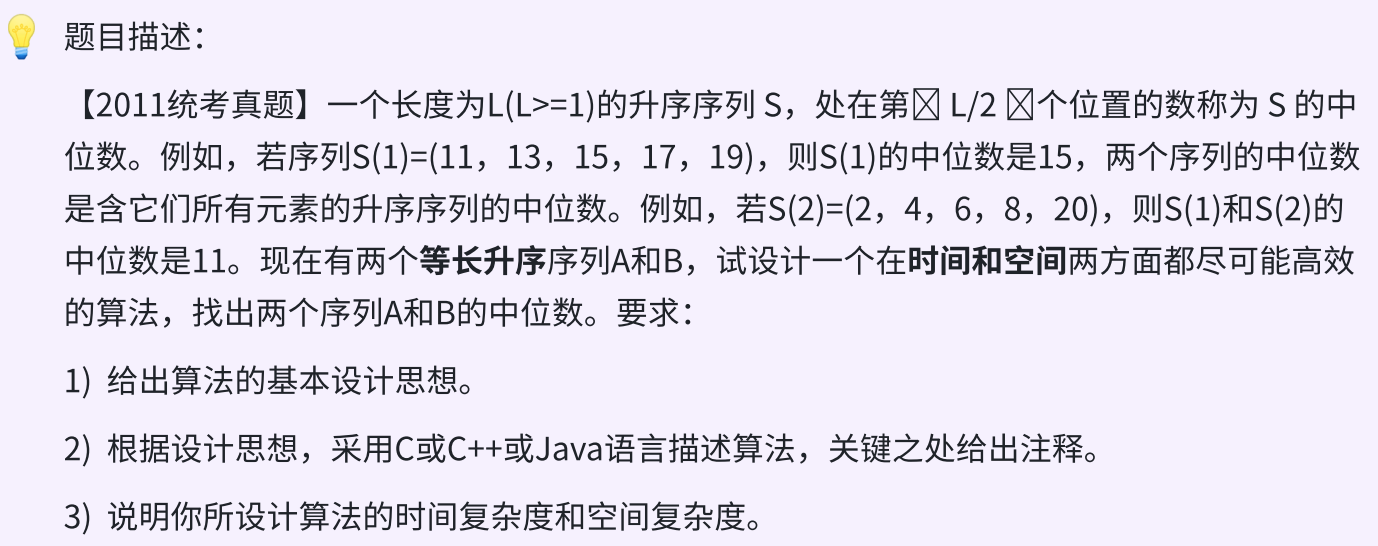 题目描述：
【2011统考真题】一个长度为L(L>=1)的升序序列 S，处在第 L/2 个位置的数称为 S 的中
位数。例如，若序列S(1)=(11，13，15，17，19)，则S(1)的中位数是15，两个序列的中位数
是含它们所有元素的升序序列的中位数。例如，若S(2)=(2，4，6，8，20)，则S(1)和S(2)的
中位数是11。现在有两个等长升序序列A和B，试设计一个在时间和空间两方面都尽可能高效
的算法，找出两个序列A和B的中位数。要求：
1) 给出算法的基本设计思想。
2) 根据设计思想，采用C或C++或Java语言描述算法，关键之处给出注释。
3) 说明你所设计算法的时间复杂度和空间复杂度。